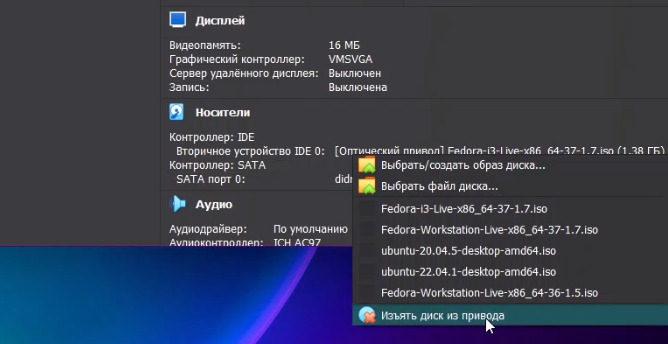 Дисплей
Видеопамять: 16 МБ
Графический контроллер: VMSVGA
Сервер удалённого дисплея: Выключен
Запись: Выключена
Носители
Контроллер: IDE
Вторичное устройство IDE 0: [Оптический привод] Fedora-i3-Live-x86_64-37-1.7.iso (1,38 ГБ)
Контроллер: SATA
SATA порт 0:
Выбрать/создать образ диска...
Выбрать файл диска...
Fedora-i3-Live-x86_64-37-1.7.iso
Fedora-Workstation-Live-x86_64-37-1.7.iso
ubuntu-20.04.5-desktop-amd64.iso
ubuntu-22.04.1-desktop-amd64.iso
Fedora-Workstation-Live-x86_64-36-1.5.iso
Изъять диск из привода
Аудио
Аудиодрайвер: По умолчанию
Аудиоконтроллер: ICH AC97